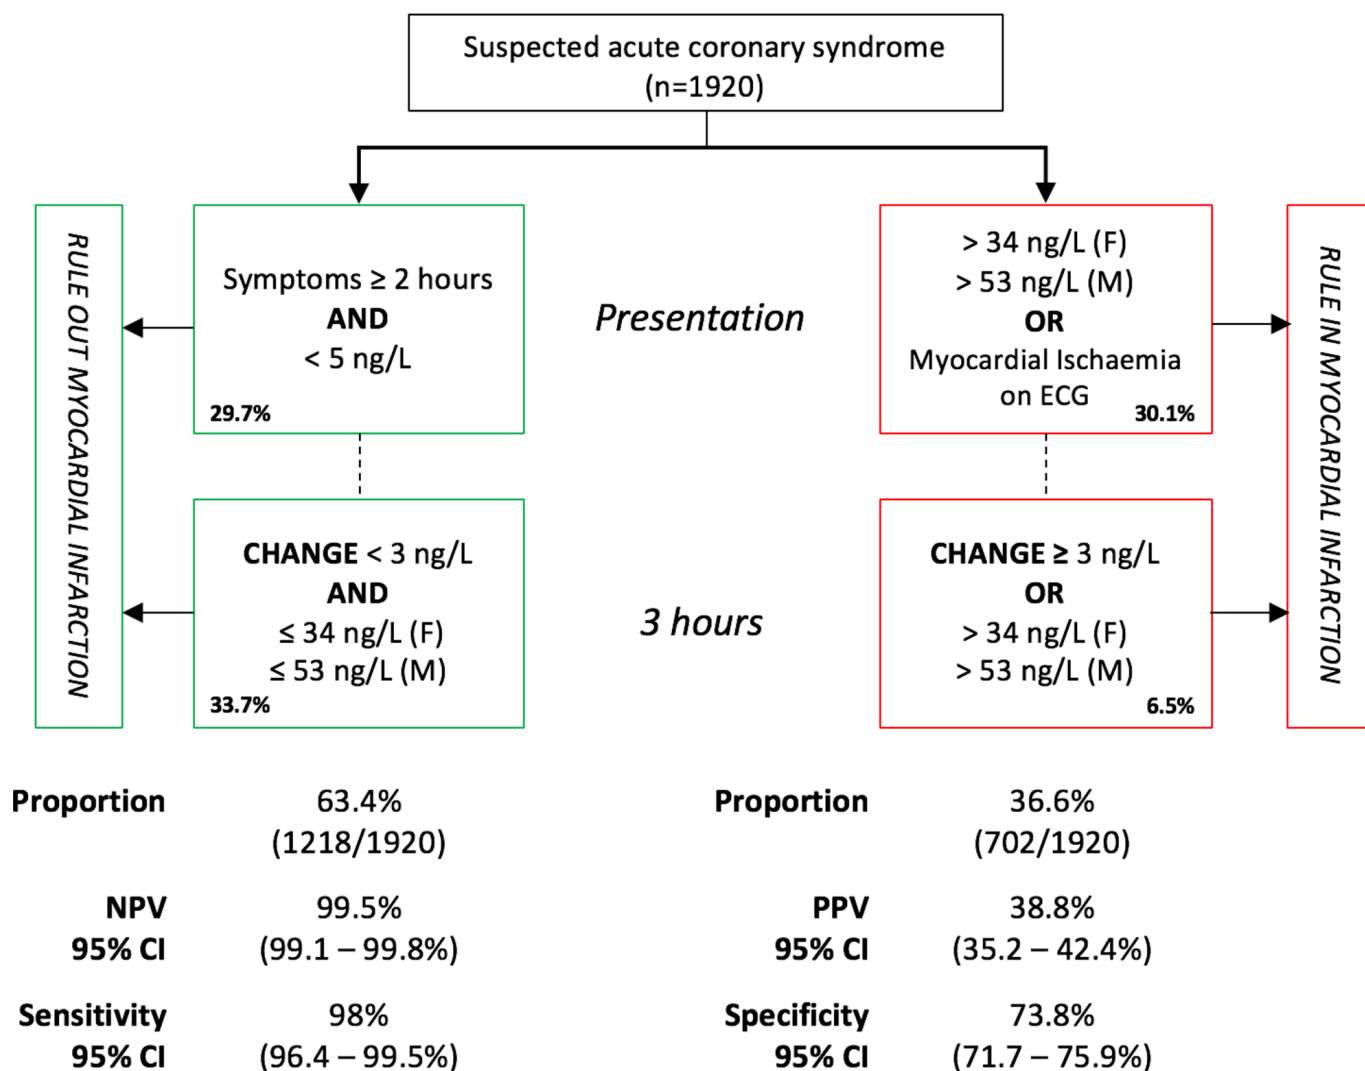 Suspected acute coronary syndrome
(n=1920)
RULE OUT MYOCARDIAL INFARCTION
Symptoms ≥ 2 hours
AND
< 5 ng/L
29.7%
Presentation
> 34 ng/L (F)
> 53 ng/L (M)
OR
Myocardial Ischaemia
on ECG
30.1%
RULE IN MYOCARDIAL INFARCTION
CHANGE < 3 ng/L
AND
≤ 34 ng/L (F)
≤ 53 ng/L (M)
33.7%
3 hours
CHANGE ≥ 3 ng/L
OR
> 34 ng/L (F)
> 53 ng/L (M)
6.5%
Proportion 63.4%
(1218/1920)
NPV 99.5%
95% CI (99.1 – 99.8%)
Sensitivity 98%
95% CI (96.4 – 99.5%)
Proportion 36.6%
(702/1920)
PPV 38.8%
95% CI (35.2 – 42.4%)
Specificity 73.8%
95% CI (71.7 – 75.9%)